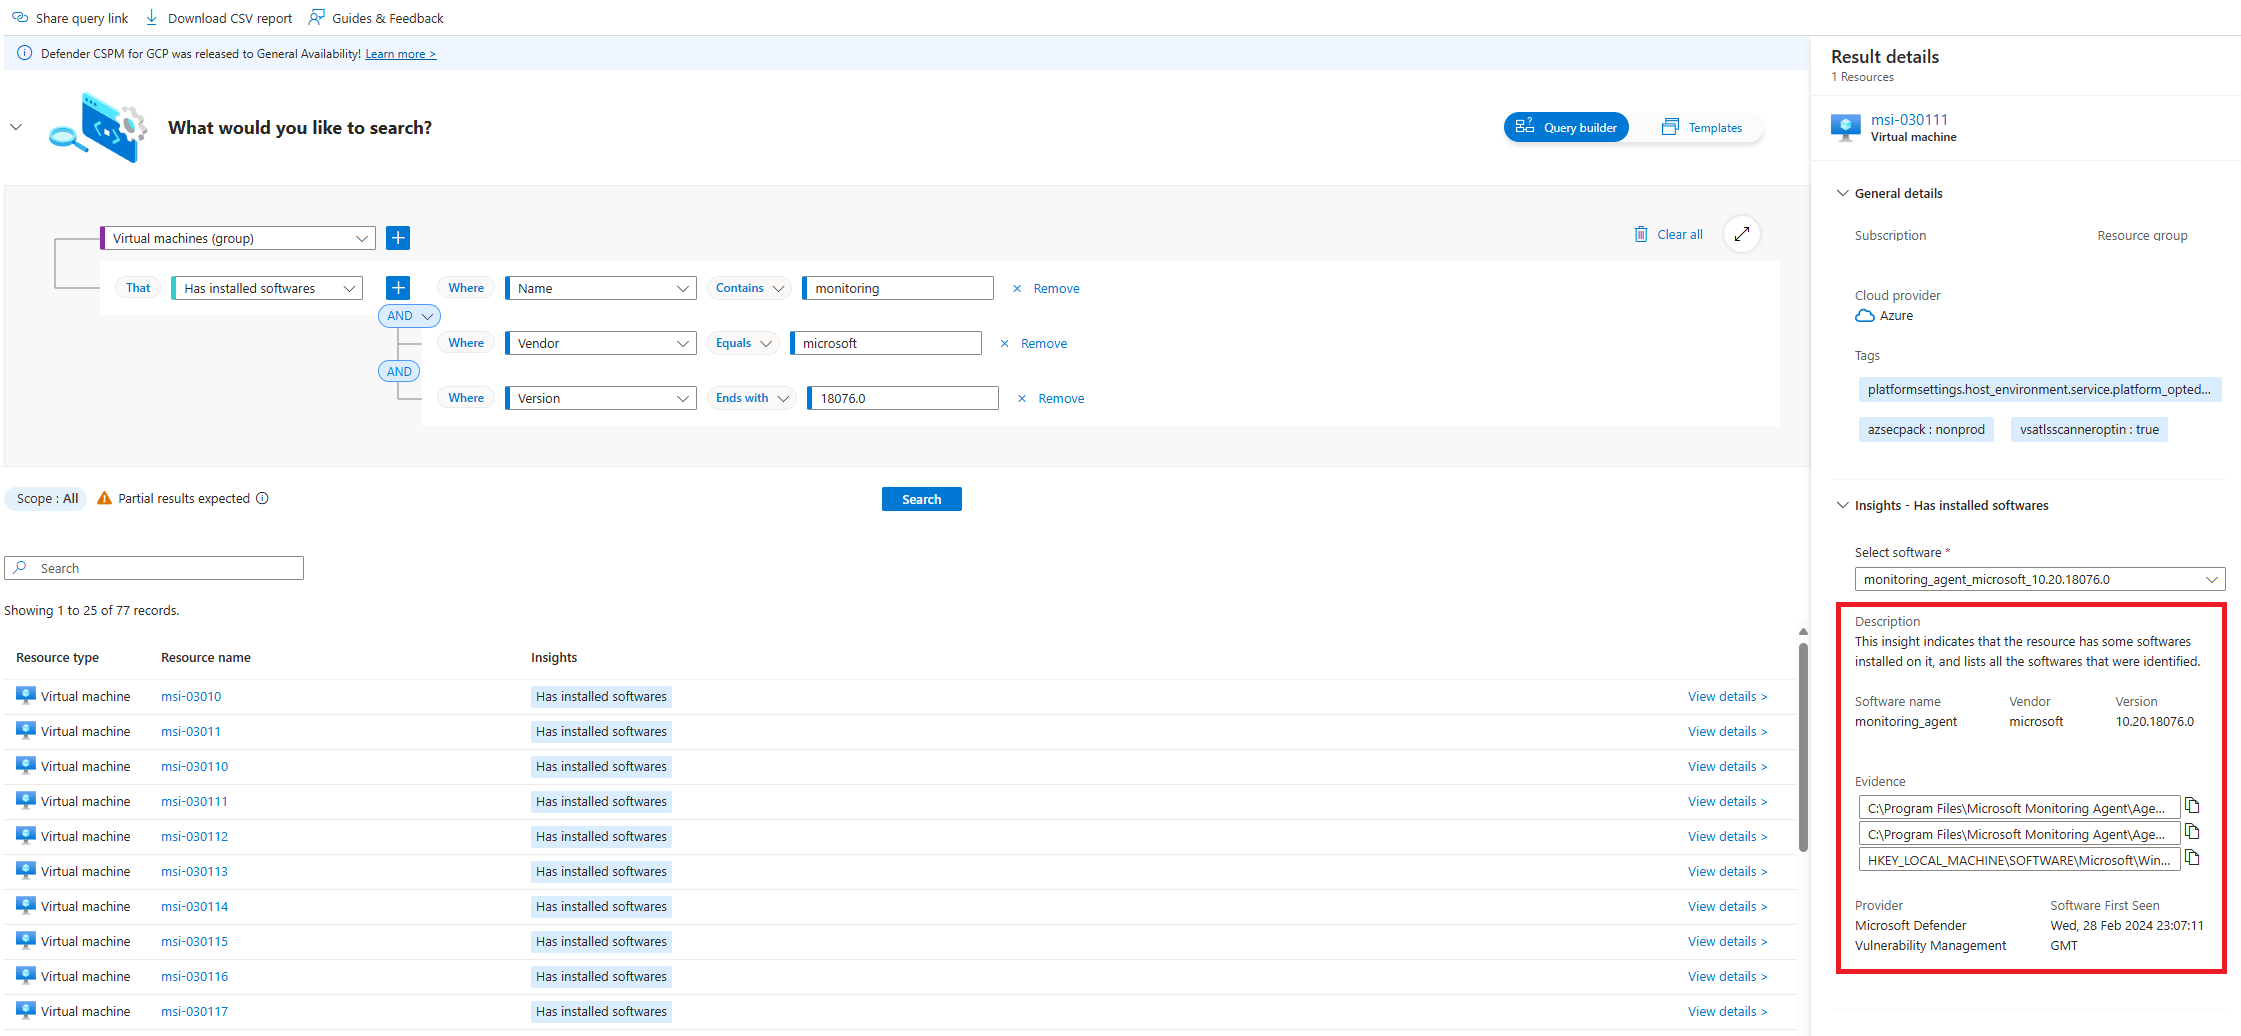 Share query link Download CSV report Guides & Feedback
Defender CSPM for GCP was released to General Availability! Learn more >
What would you like to search?
Query builder Templates
Virtual machines (group)
Clear all
That Has installed softwares Where Name Contains monitoring Remove
AND
Where Vendor Equals microsoft Remove
AND
Where Version Ends with 18076.0 Remove
Scope : All Partial results expected
Search
Search
Showing 1 to 25 of 77 records.
Resource type Resource name Insights
Virtual machine msi-03010 Has installed softwares View details >
Virtual machine msi-03011 Has installed softwares View details >
Virtual machine msi-030110 Has installed softwares View details >
Virtual machine msi-030111 Has installed softwares View details >
Virtual machine msi-030112 Has installed softwares View details >
Virtual machine msi-030113 Has installed softwares View details >
Virtual machine msi-030114 Has installed softwares View details >
Virtual machine msi-030115 Has installed softwares View details >
Virtual machine msi-030116 Has installed softwares View details >
Virtual machine msi-030117 Has installed softwares View details >
Result details
1 Resources
msi-030111
Virtual machine
General details
Subscription Resource group
Cloud provider
Azure
Tags
platformsettings.host_environment.service.platform_opted...
azsecpack : nonprod vsatlsscanneroptin : true
Insights - Has installed softwares
Select software *
monitoring_agent_microsoft_10.20.18076.0
Description
This insight indicates that the resource has some softwares
installed on it, and lists all the softwares that were identified.
Software name Vendor Version
monitoring_agent microsoft 10.20.18076.0
Evidence
C:\Program Files\Microsoft Monitoring Agent\Age...
C:\Program Files\Microsoft Monitoring Agent\Age...
HKEY_LOCAL_MACHINE\SOFTWARE\Microsoft\Win...
Provider Software First Seen
Microsoft Defender Wed, 28 Feb 2024 23:07:11
Vulnerability Management GMT